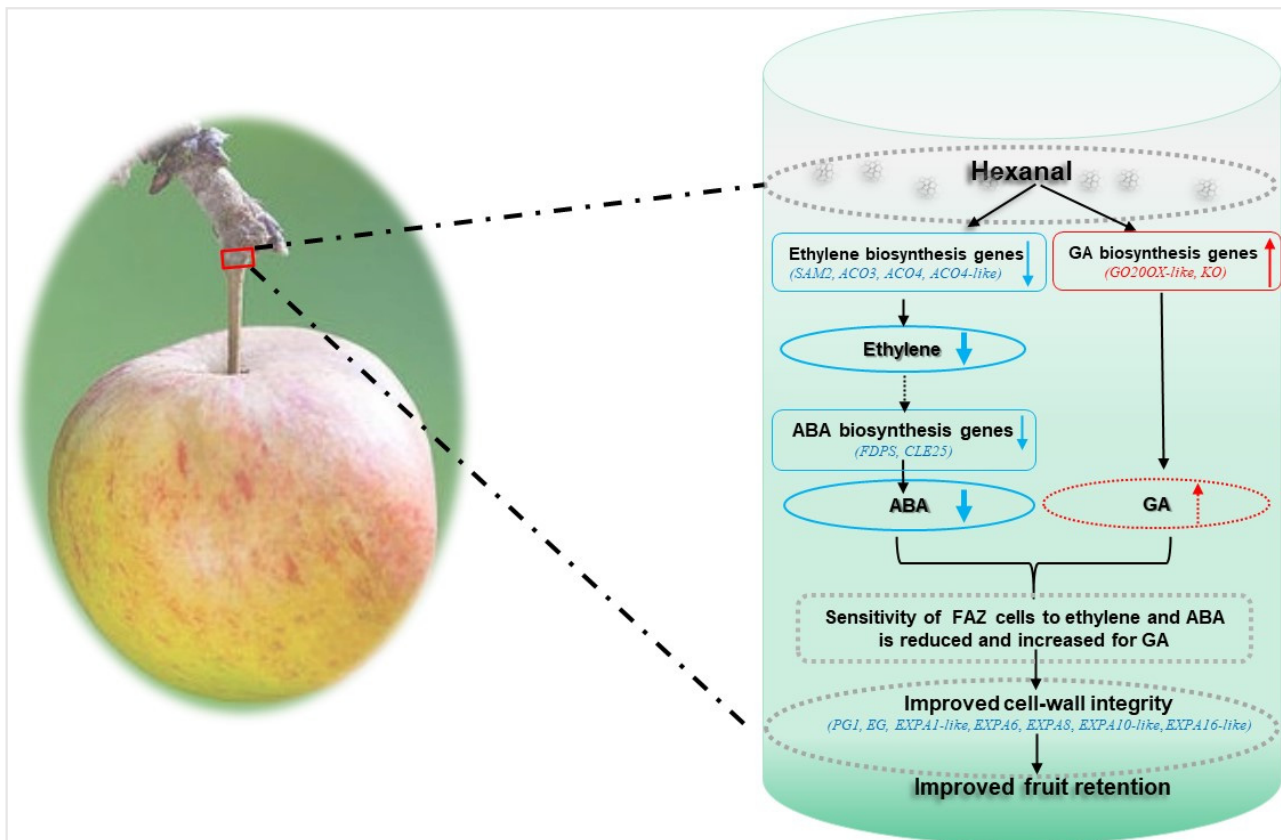 Hexanal
Ethylene biosynthesis genes
(SAM2, ACO3, ACO4, ACO4-like)
GA biosynthesis genes
(GO20OX-like, KO)
Ethylene
ABA biosynthesis genes
(FDPS, CLE25)
ABA
GA
Sensitivity of FAZ cells to ethylene and ABA
is reduced and increased for GA
Improved cell-wall integrity
(PG1, EG, EXPA1-like, EXPA6, EXPA8, EXPA10-like, EXPA16-like)
Improved fruit retention